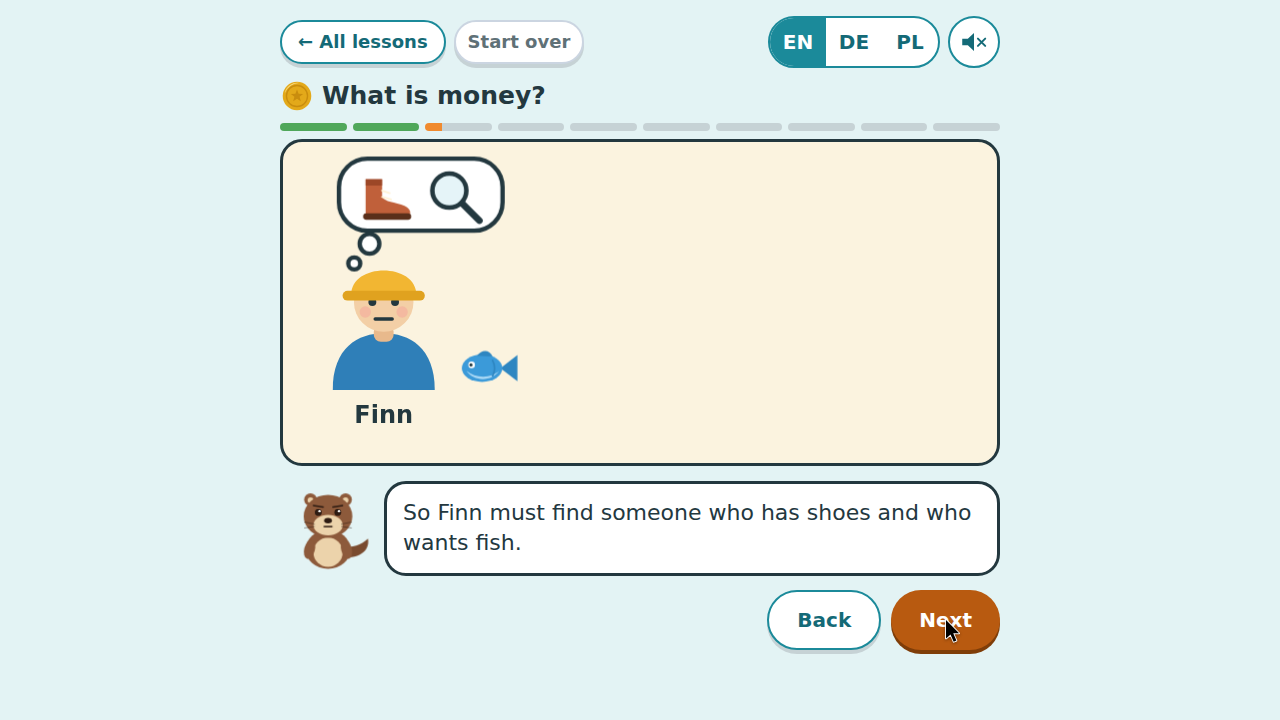 ← All lessons
Start over
EN
DE
PL
What is money?
Finn
So Finn must find someone who has shoes and who
wants fish.
Back
Next